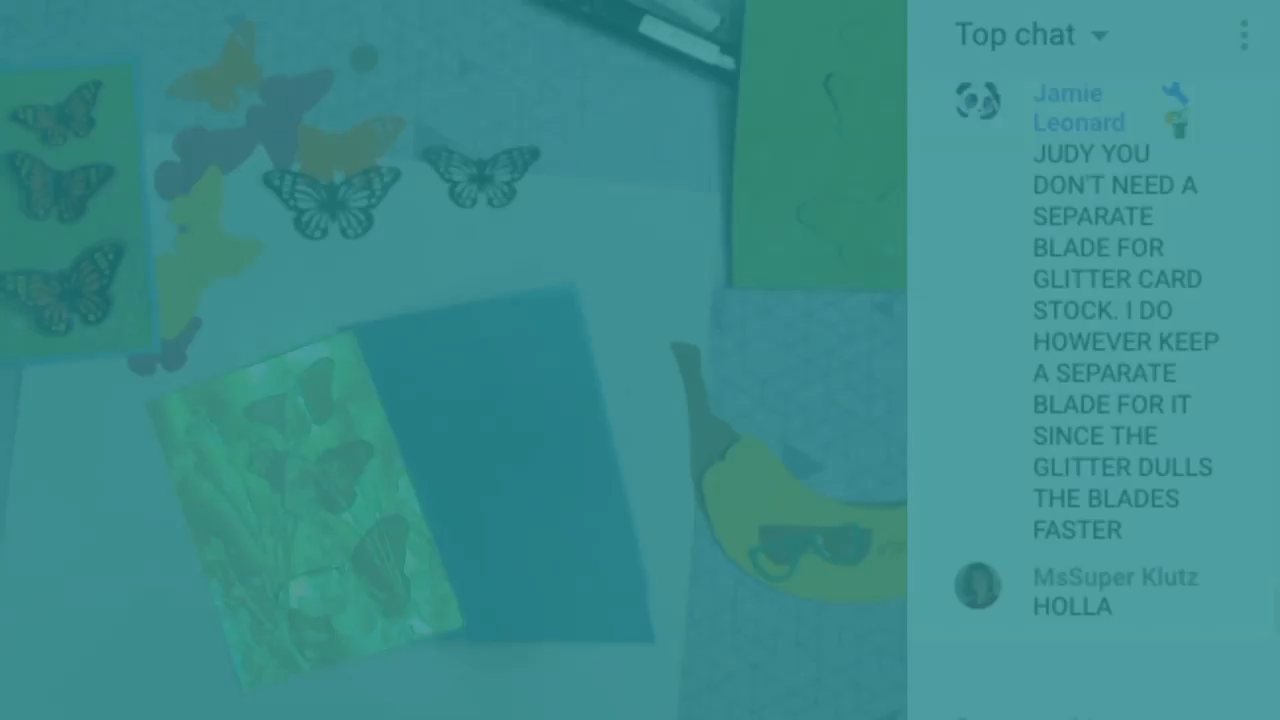 Top chat
Jamie
Leonard
JUDY YOU
DON'T NEED A
SEPARATE
BLADE FOR
GLITTER CARD
STOCK. I DO
HOWEVER KEEP
A SEPARATE
BLADE FOR IT
SINCE THE
GLITTER DULLS
THE BLADES
FASTER
MsSuper Klutz
HOLLA